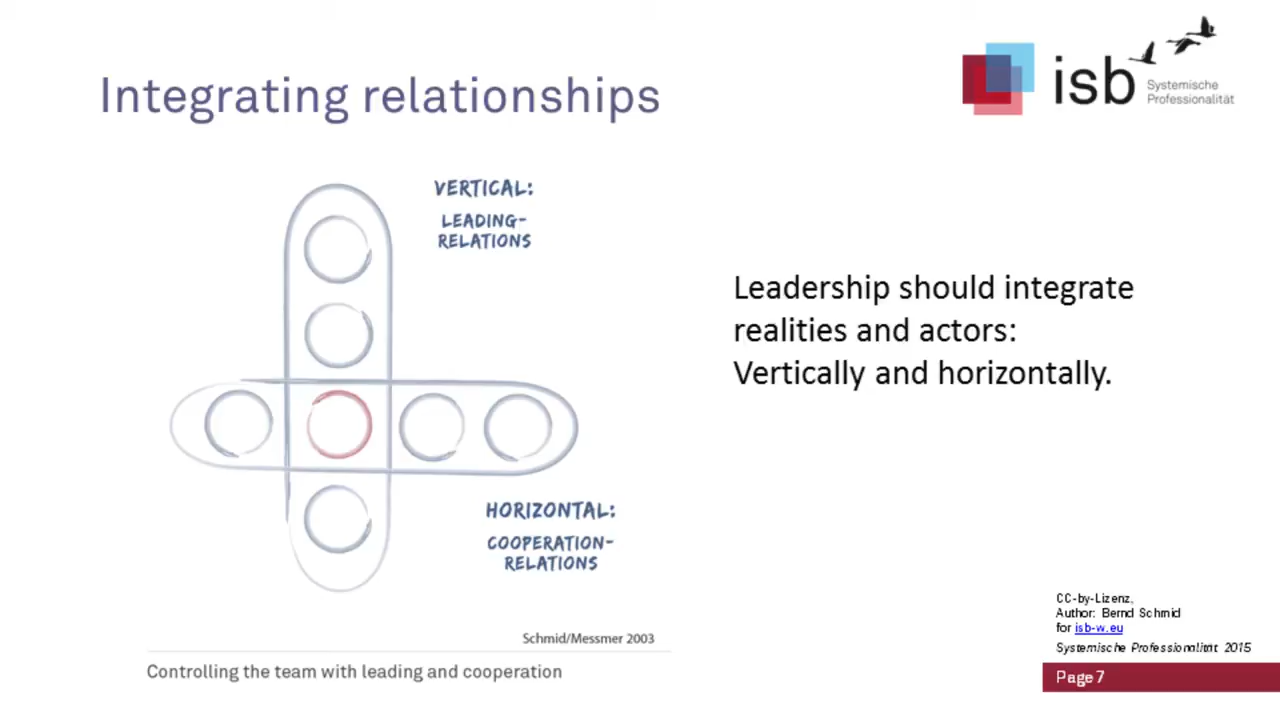 Integrating relationships
isb
Systemische
Professionalität
VERTICAL:
LEADING-
RELATIONS
Leadership should integrate
realities and actors:
Vertically and horizontally.
HORIZONTAL:
COOPERATION-
RELATIONS
Schmid/Messmer 2003
Controlling the team with leading and cooperation
CC-by-Lizenz,
Author: Bernd Schmid
for isb-w.eu
Systemische Professionalität 2015
Page 7